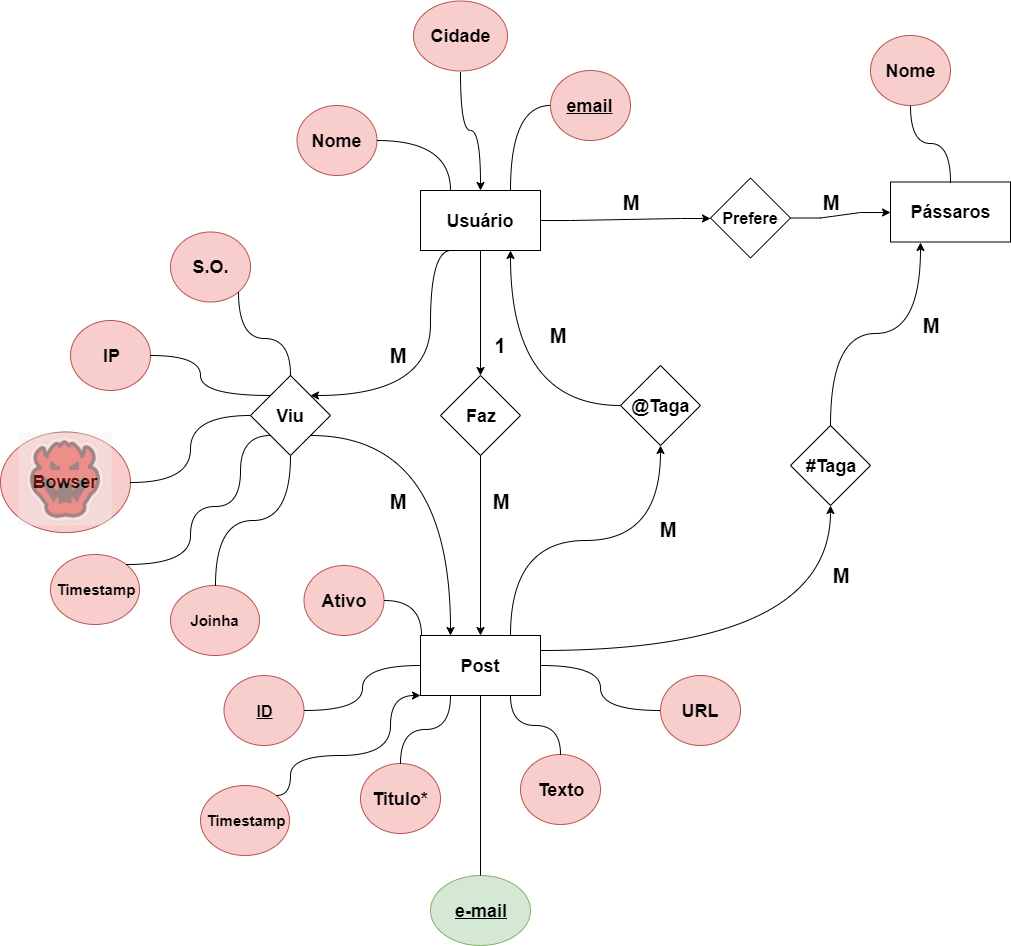 Cidade
Nome
email
Nome
Usuário
M
Prefere
M
Pássaros
S.O.
IP
M
1
M
M
Viu
Faz
@Taga
#Taga
Bowser
M
M
M
M
Timestamp
Joinha
Ativo
Post
ID
URL
Timestamp
Titulo*
Texto
e-mail